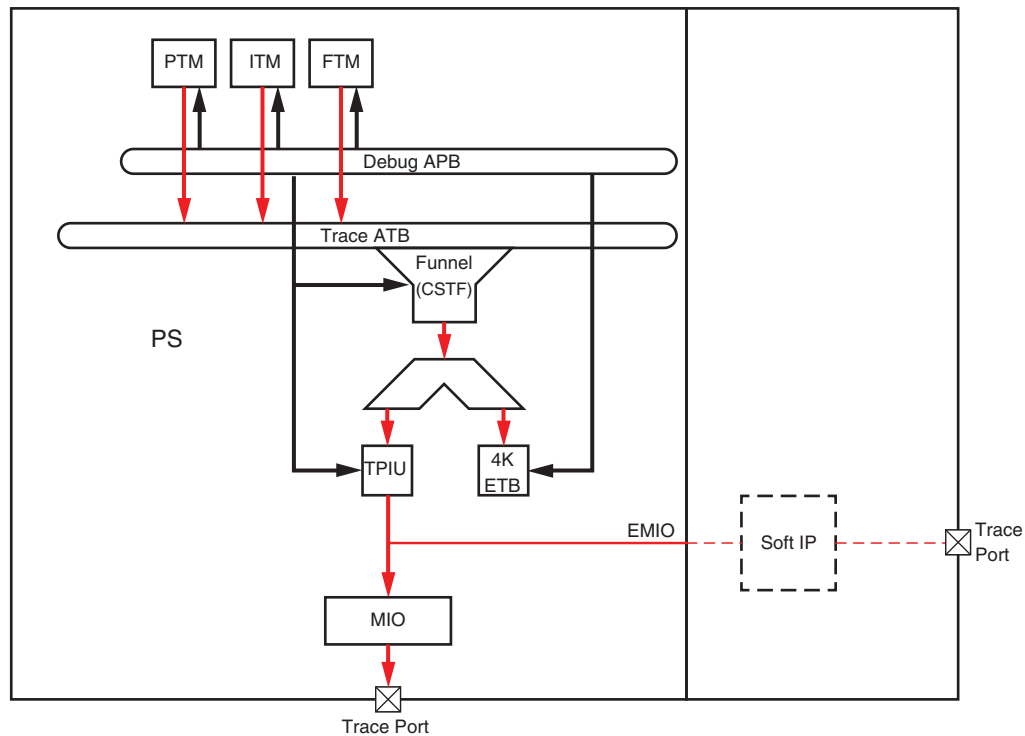 PTM
ITM
FTM
Debug APB
Trace ATB
Funnel
(CSTF)
PS
TPIU
4K
ETB
EMIO
Soft IP
Trace
Port
MIO
Trace Port